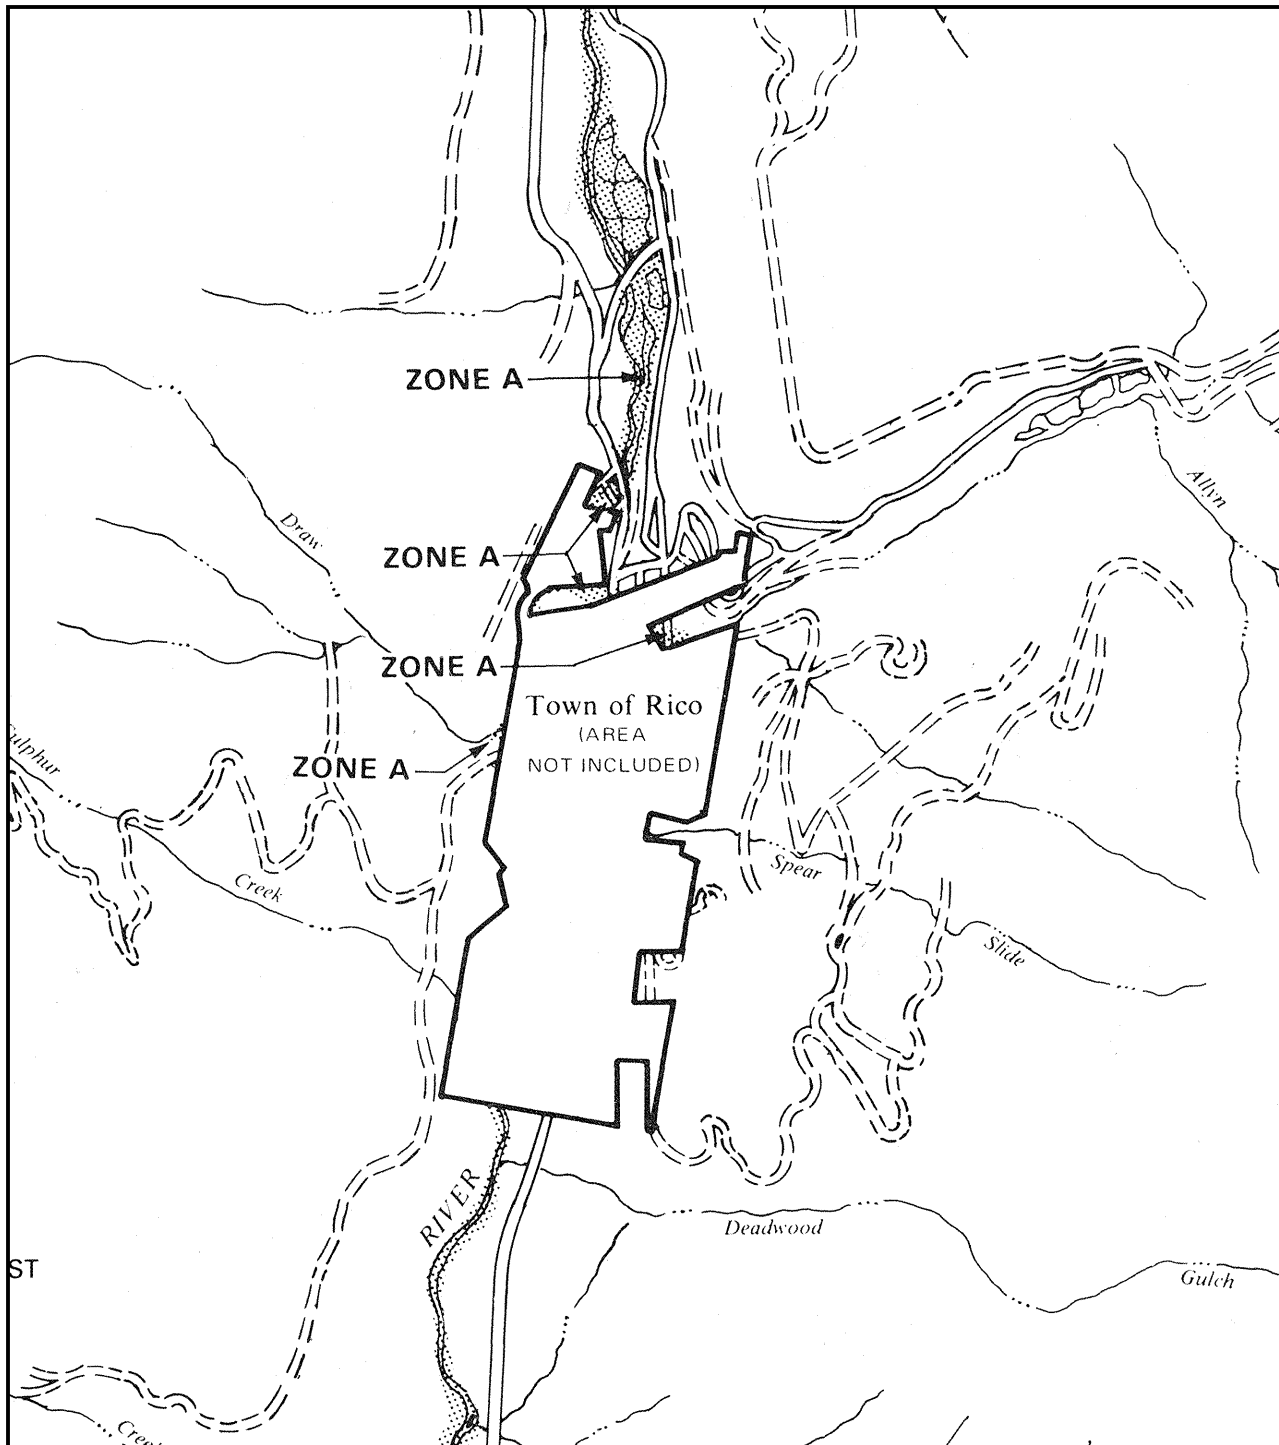 ZONE A
Allyn
Draw
ZONE A
ZONE A
Town of Rico
(AREA
NOT INCLUDED)
ZONE A
Spear
Creek
Slide
RIVER
Deadwood
ST
Gulch